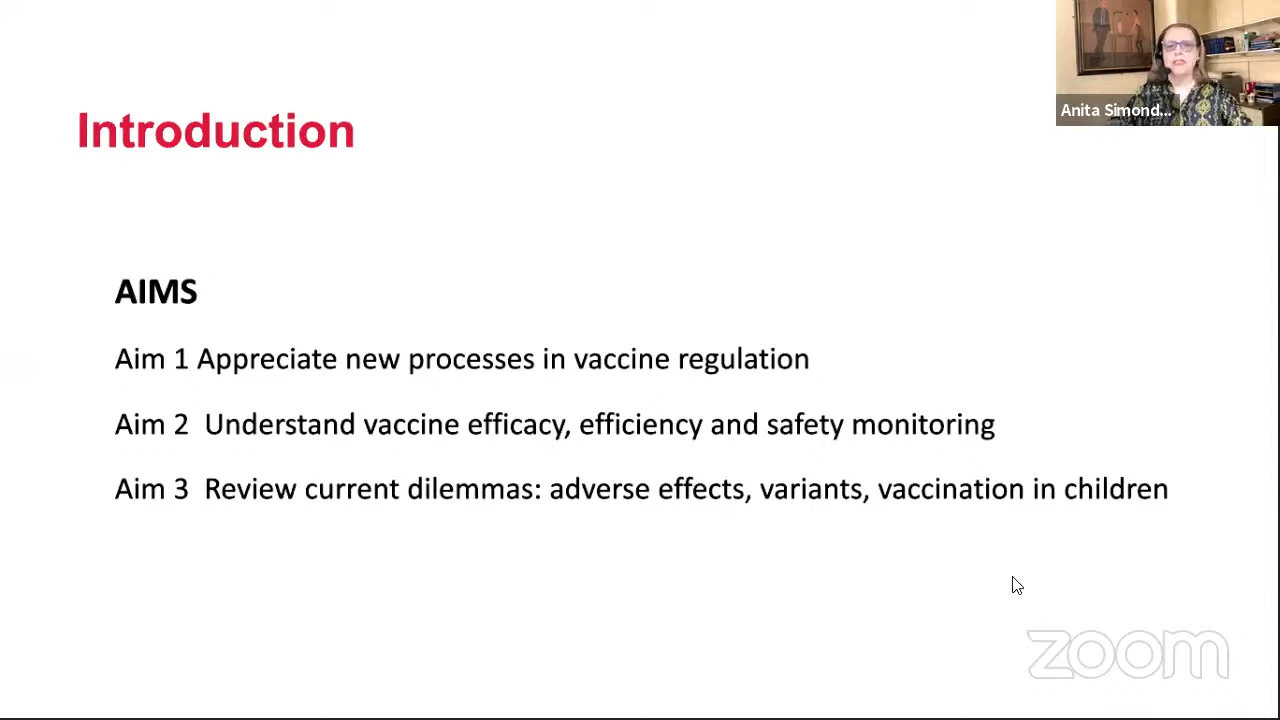 Anita Simond...
Introduction
AIMS
Aim 1 Appreciate new processes in vaccine regulation
Aim 2 Understand vaccine efficacy, efficiency and safety monitoring
Aim 3 Review current dilemmas: adverse effects, variants, vaccination in children
zoom